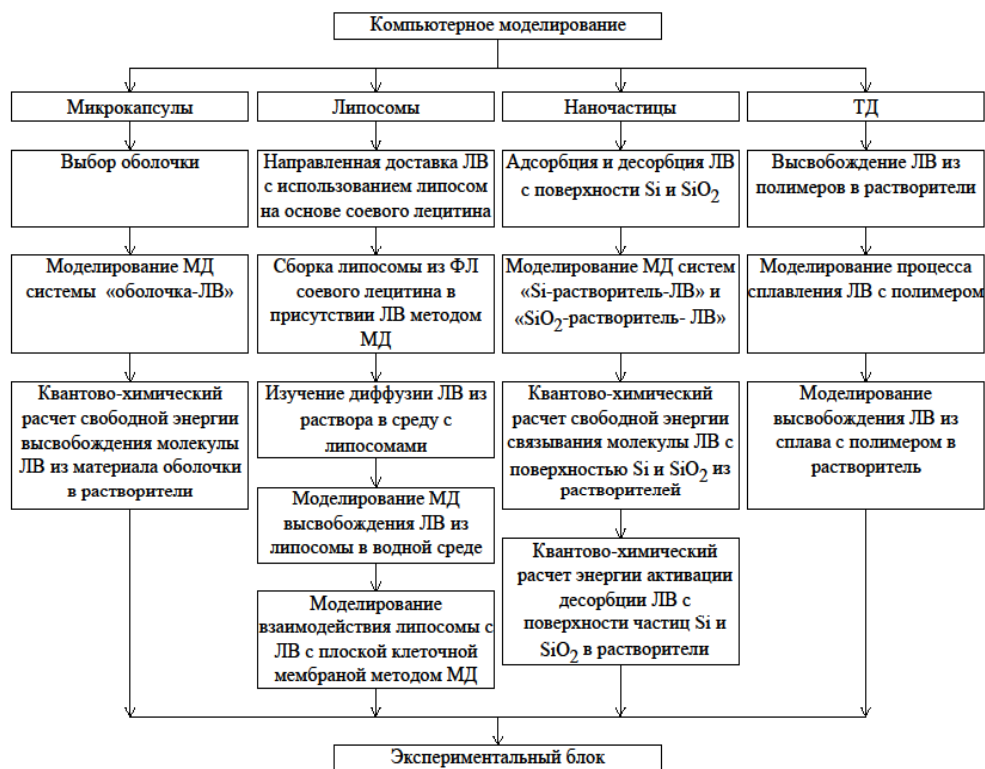 Компьютерное моделирование
Микрокапсулы
Выбор оболочки
Моделирование МД
системы «оболочка-ЛВ»
Квантово-химический
расчет свободной энергии
высвобождения молекулы
ЛВ из материала оболочки
в растворители
Липосомы
Направленная доставка ЛВ
с использованием липосом
на основе соевого лецитина
Сборка липосомы из ФЛ
соевого лецитина в
присутствии ЛВ методом
МД
Изучение диффузии ЛВ из
раствора в среду с
липосомами
Моделирование МД
высвобождения ЛВ из
липосомы в водной среде
Моделирование
взаимодействия липосомы с
ЛВ с плоской клеточной
мембраной методом МД
Наночастицы
Адсорбция и десорбция ЛВ
с поверхности Si и SiO2
Моделирование МД систем
«Si-растворитель-ЛВ» и
«SiO2-растворитель- ЛВ»
Квантово-химический
расчет свободной энергии
связывания молекулы ЛВ с
поверхностью Si и SiO2 из
растворителей
Квантово-химический
расчет энергии активации
десорбции ЛВ с
поверхности частиц Si и
SiO2 в растворители
ТД
Высвобождение ЛВ из
полимеров в растворители
Моделирование процесса
сплавления ЛВ с полимером
Моделирование
высвобождения ЛВ из
сплава с полимером в
растворитель
Экспериментальный блок